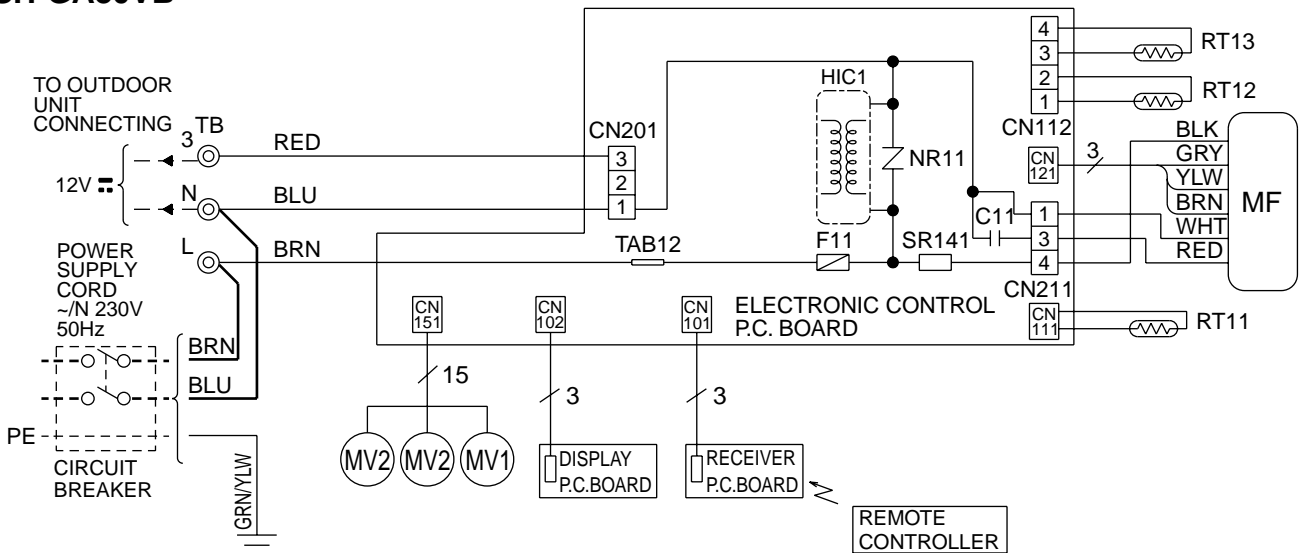 TO OUTDOOR
UNIT
CONNECTING
12V
3
TB
N
L
RED
BLU
BRN
POWER
SUPPLY
CORD
~/N 230V
50Hz
BRN
BLU
PE
CIRCUIT
BREAKER
GRN/YLW
CN201
3
2
1
TAB12
HIC1
NR11
F11
SR141
C11
CN211
1
3
4
ELECTRONIC CONTROL
P.C. BOARD
4
3
2
1
CN112
RT13
RT12
CN
121
3
BLK
GRY
YLW
BRN
WHT
RED
MF
CN
111
RT11
CN
151
15
MV2
MV2
MV1
CN
102
3
DISPLAY
P.C.BOARD
CN
101
3
RECEIVER
P.C.BOARD
REMOTE
CONTROLLER